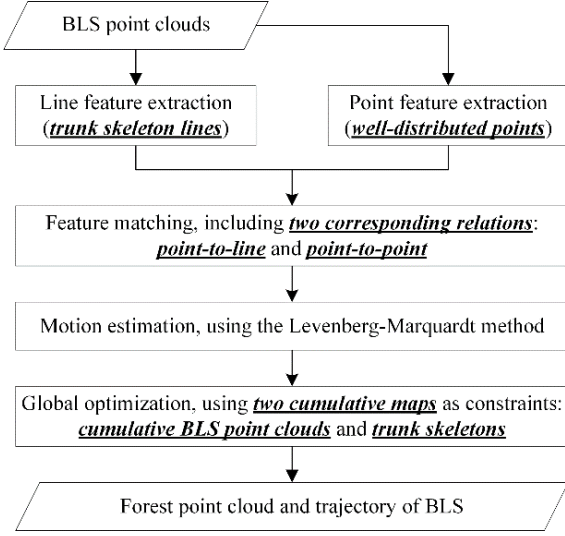 BLS point clouds
Line feature extraction
(trunk skeleton lines)
Point feature extraction
(well-distributed points)
Feature matching, including two corresponding relations:
point-to-line and point-to-point
Motion estimation, using the Levenberg-Marquardt method
Global optimization, using two cumulative maps as constraints:
cumulative BLS point clouds and trunk skeletons
Forest point cloud and trajectory of BLS